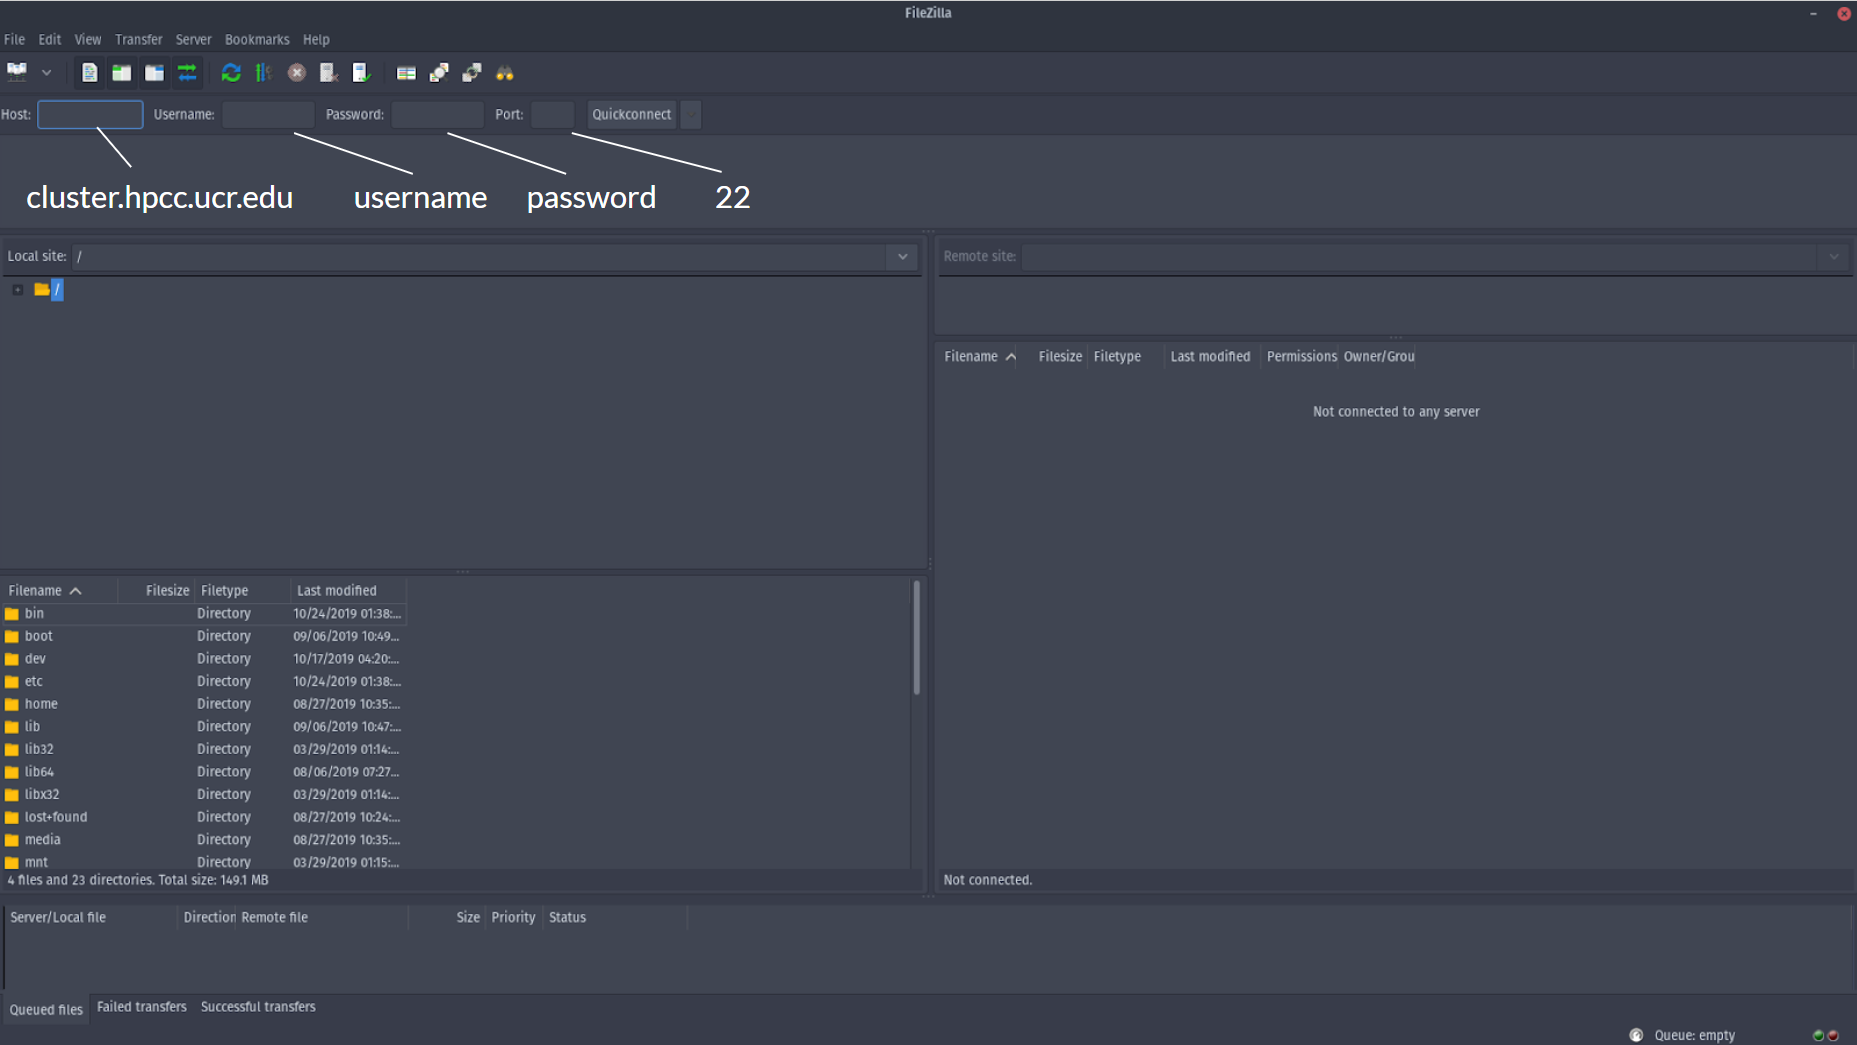 FileZilla
File Edit View Transfer Server Bookmarks Help
Host: Username: Password: Port: Quickconnect
cluster.hpcc.ucr.edu username password 22
Local site: /
Remote site:
/
Filename Filesize Filetype Last modified Permissions Owner/Grou
Not connected to any server
Filename Filesize Filetype Last modified
bin Directory 10/24/2019 01:38:...
boot Directory 09/06/2019 10:49...
dev Directory 10/17/2019 04:20:...
etc Directory 10/24/2019 01:38:...
home Directory 08/27/2019 10:35:...
lib Directory 09/06/2019 10:47:...
lib32 Directory 03/29/2019 01:14:...
lib64 Directory 08/06/2019 07:27...
libx32 Directory 03/29/2019 01:14:...
lost+found Directory 08/27/2019 10:24:...
media Directory 08/27/2019 10:35:...
mnt Directory 03/29/2019 01:15:...
4 files and 23 directories. Total size: 149.1 MB
Not connected.
Server/Local file Direction Remote file Size Priority Status
Queued files Failed transfers Successful transfers
Queue: empty